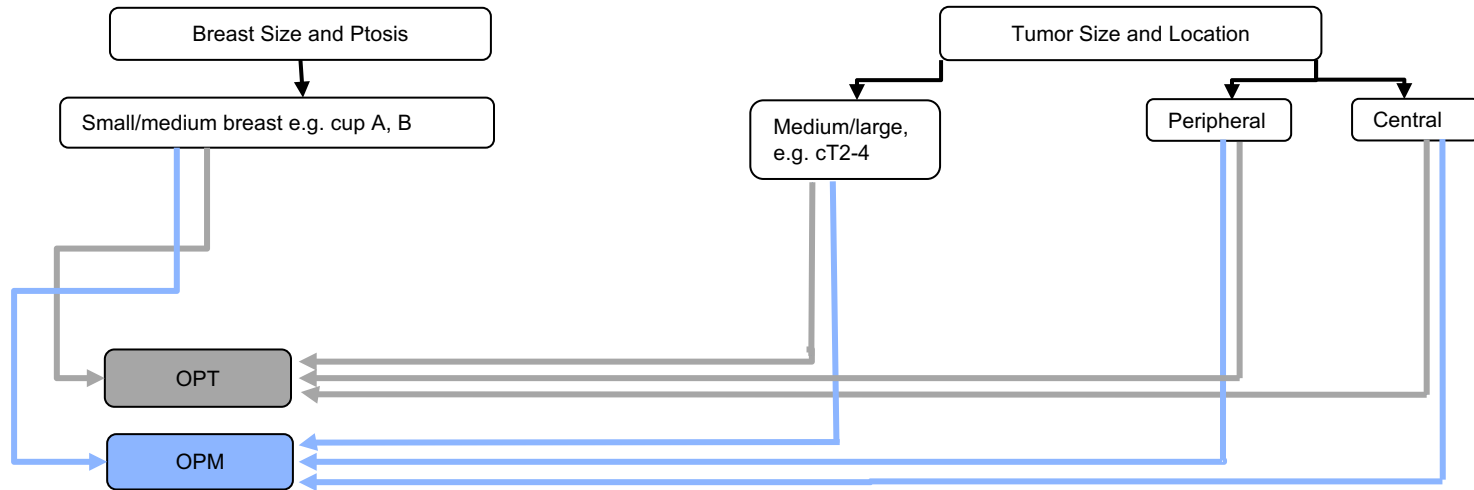 Breast Size and Ptosis
Tumor Size and Location
Small/medium breast e.g. cup A, B
Medium/large,
e.g. cT2-4
Peripheral
Central
OPT
OPM